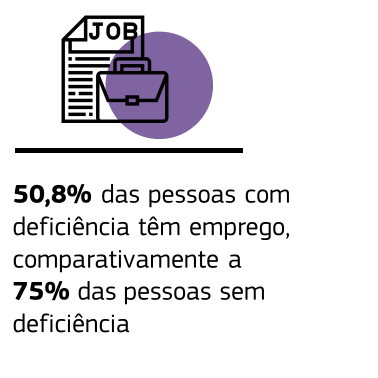 JOB
50,8% das pessoas com
deficiência têm emprego,
comparativamente a
75% das pessoas sem
deficiência